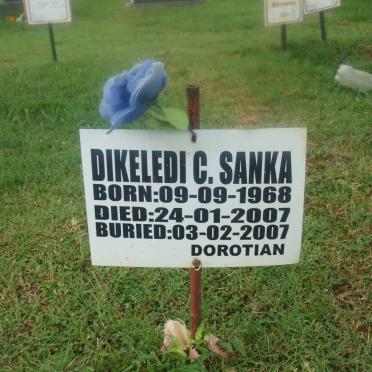 DIKELEDI C. SANKA
BORN:09-09-1968
DIED:24-01-2007
BURIED:03-02-2007
DOROTIAN